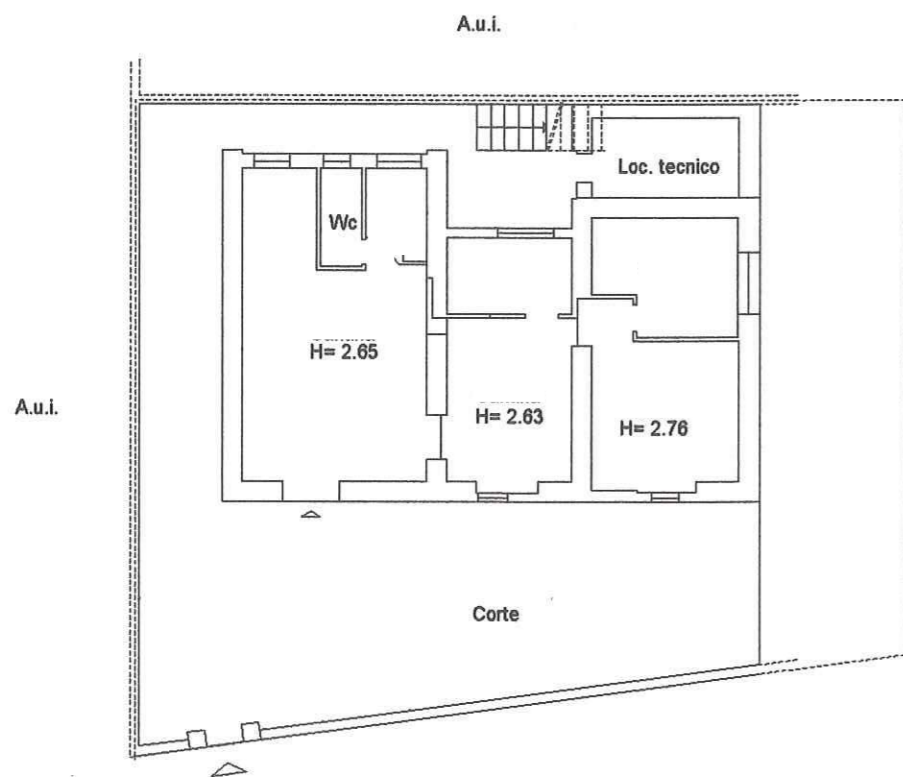 A.u.i.
Loc. tecnico
Wc
H= 2.65
A.u.i.
H= 2.63
H= 2.76
Corte